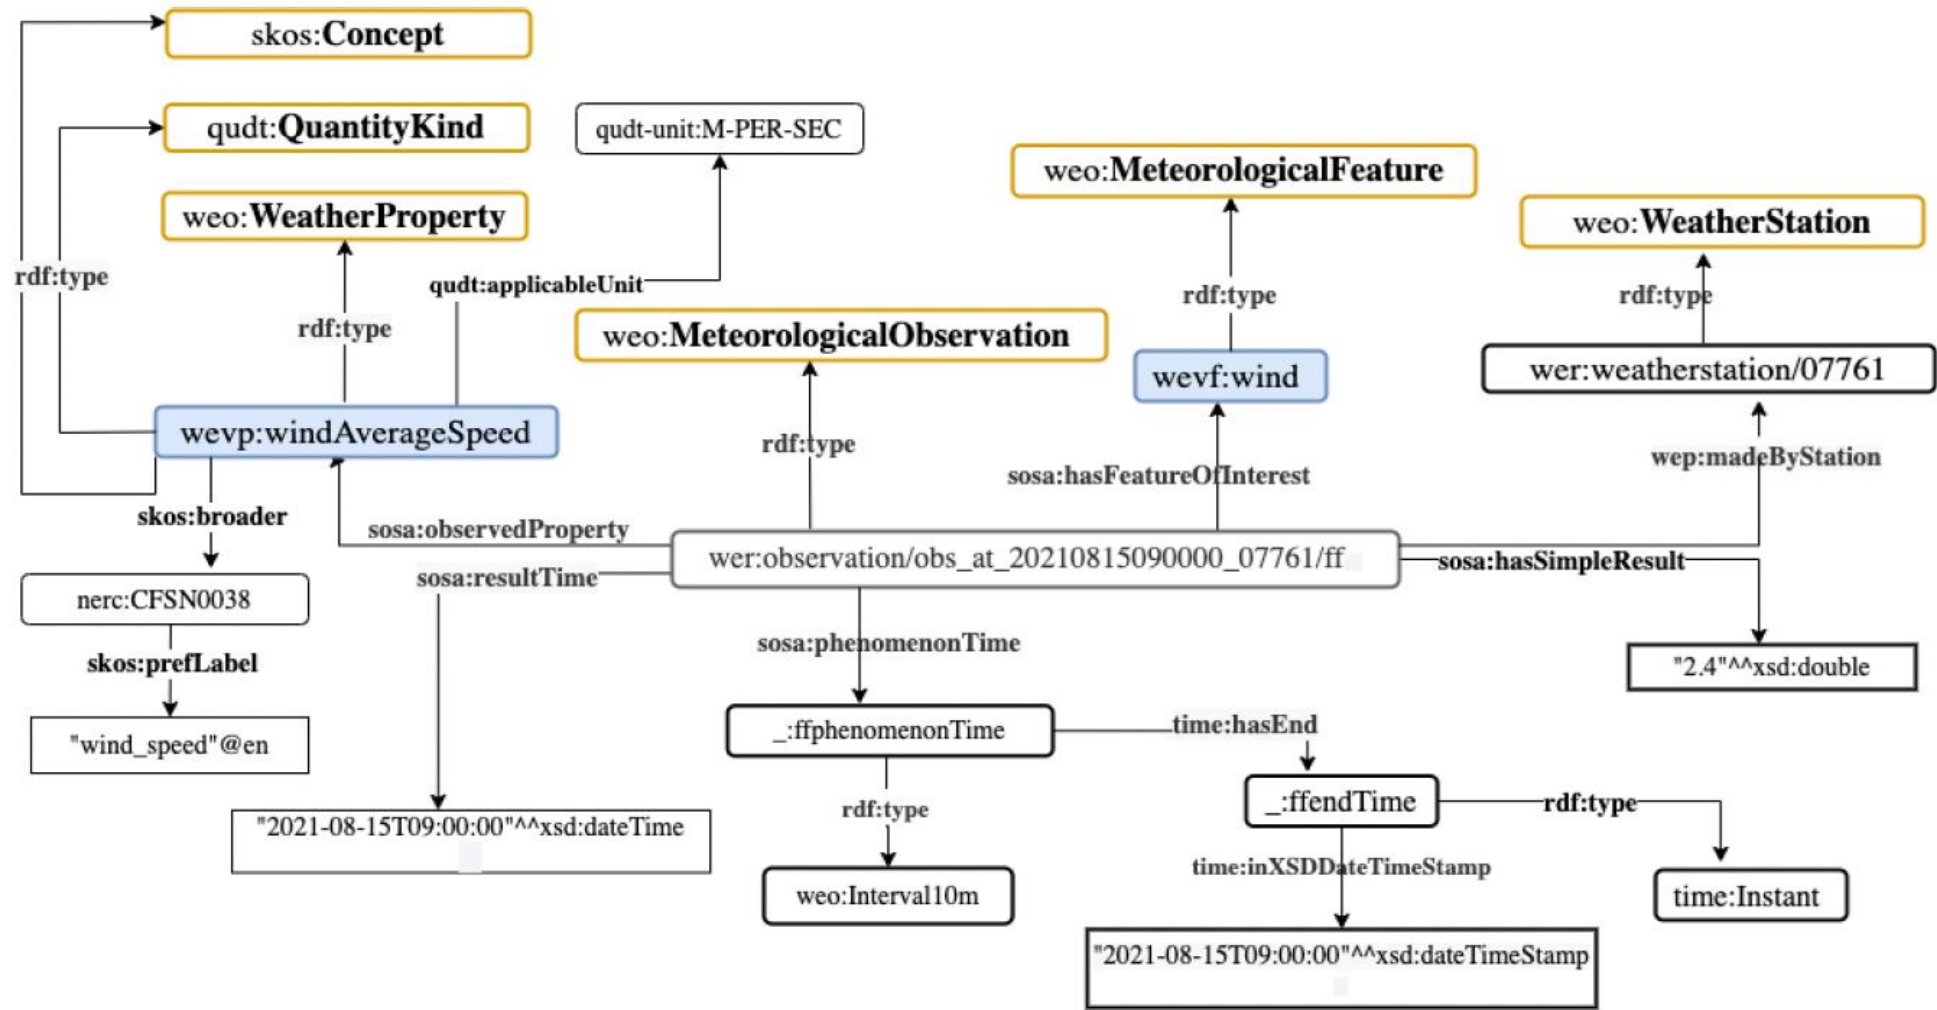 skos:Concept
qudt:QuantityKind
qudt-unit:M-PER-SEC
weo:MeteorologicalFeature
weo:WeatherProperty
weo:WeatherStation
rdf:type
qudt:applicableUnit
rdf:type
rdf:type
rdf:type
weo:MeteorologicalObservation
wevf:wind
wer:weatherstation/07761
wevp:windAverageSpeed
rdf:type
wep:madeByStation
sosa:hasFeatureOfInterest
skos:broader
sosa:observedProperty
wer:observation/obs_at_20210815090000_07761/ff
sosa:hasSimpleResult
sosa:resultTime
nerc:CFSN0038
sosa:phenomenonTime
skos:prefLabel
"2.4"^^xsd:double
_:ffphenomenonTime
time:hasEnd
"wind_speed"@en
_:ffendTime
rdf:type
rdf:type
"2021-08-15T09:00:00"^^xsd:dateTime
time:inXSDDateTimeStamp
weo:Interval10m
time:Instant
"2021-08-15T09:00:00"^^xsd:dateTimeStamp